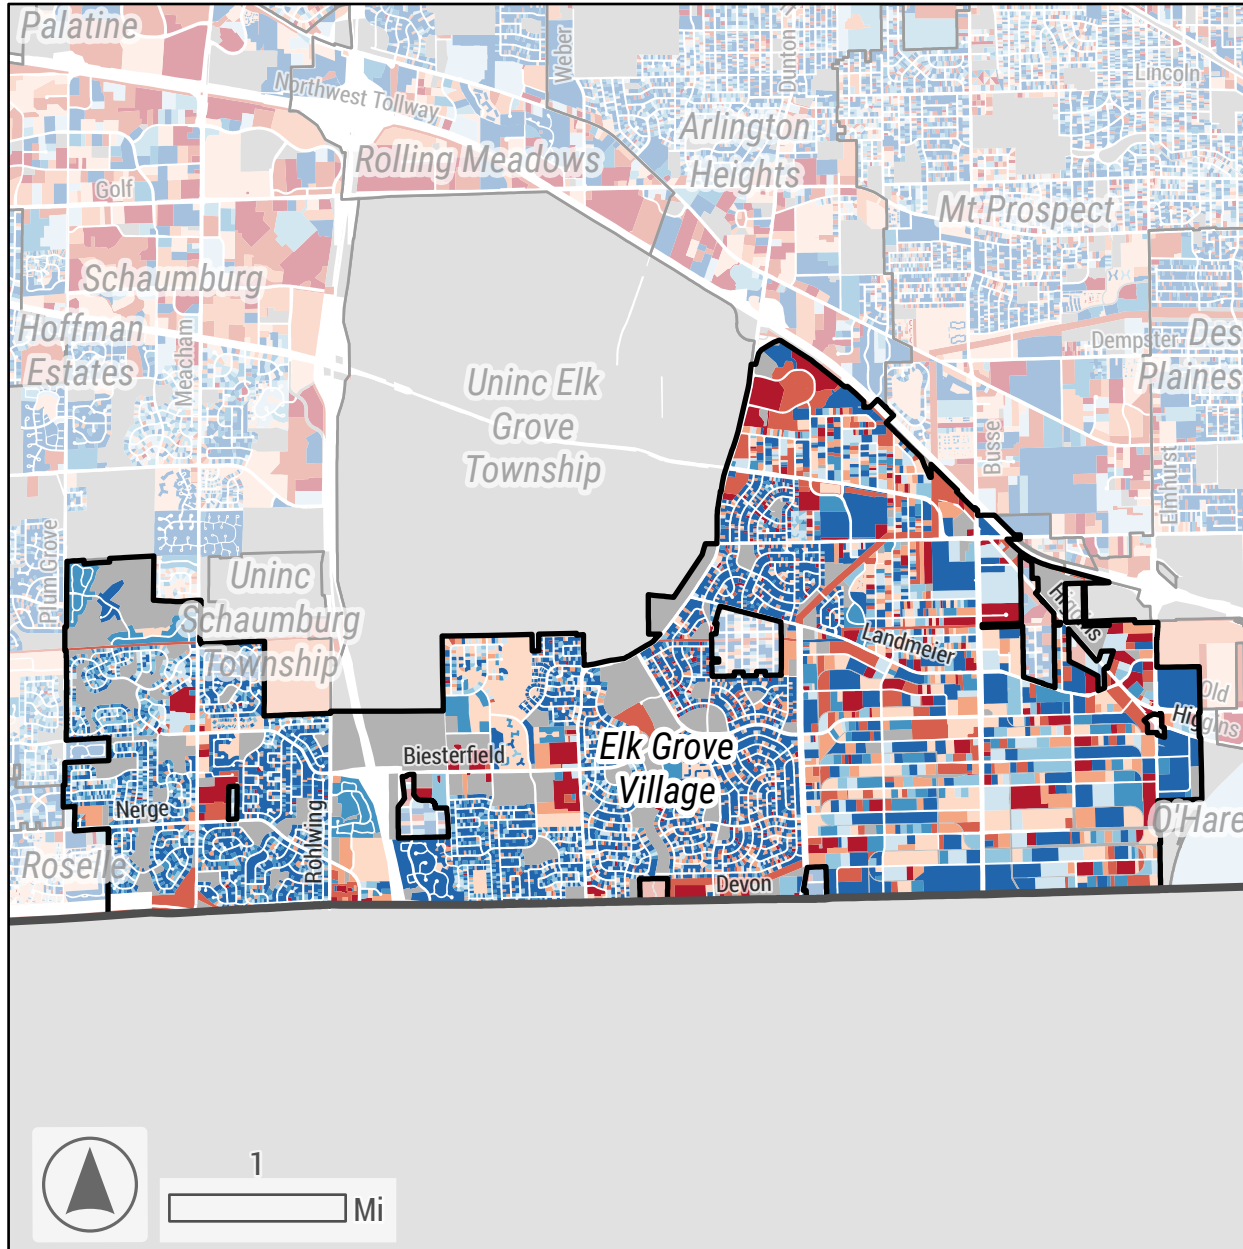 Palatine
Weber
Dunton
Lincoln
Northwest Tollway
Arlington
Heights
Rolling Meadows
Golf
Mt Prospect
Schaumburg
Hoffman
Estates
Meacham
Dempster
Des
Plaines
Uninc Elk
Grove
Township
Busse
Elmhurst
Plum Grove
Uninc
Schaumburg
Township
Higgins
Landmeier
Old
Higgins
Elk Grove
Village
Biesterfield
Nerge
Rohlwing
O'Hare
Roselle
Devon
1
Mi